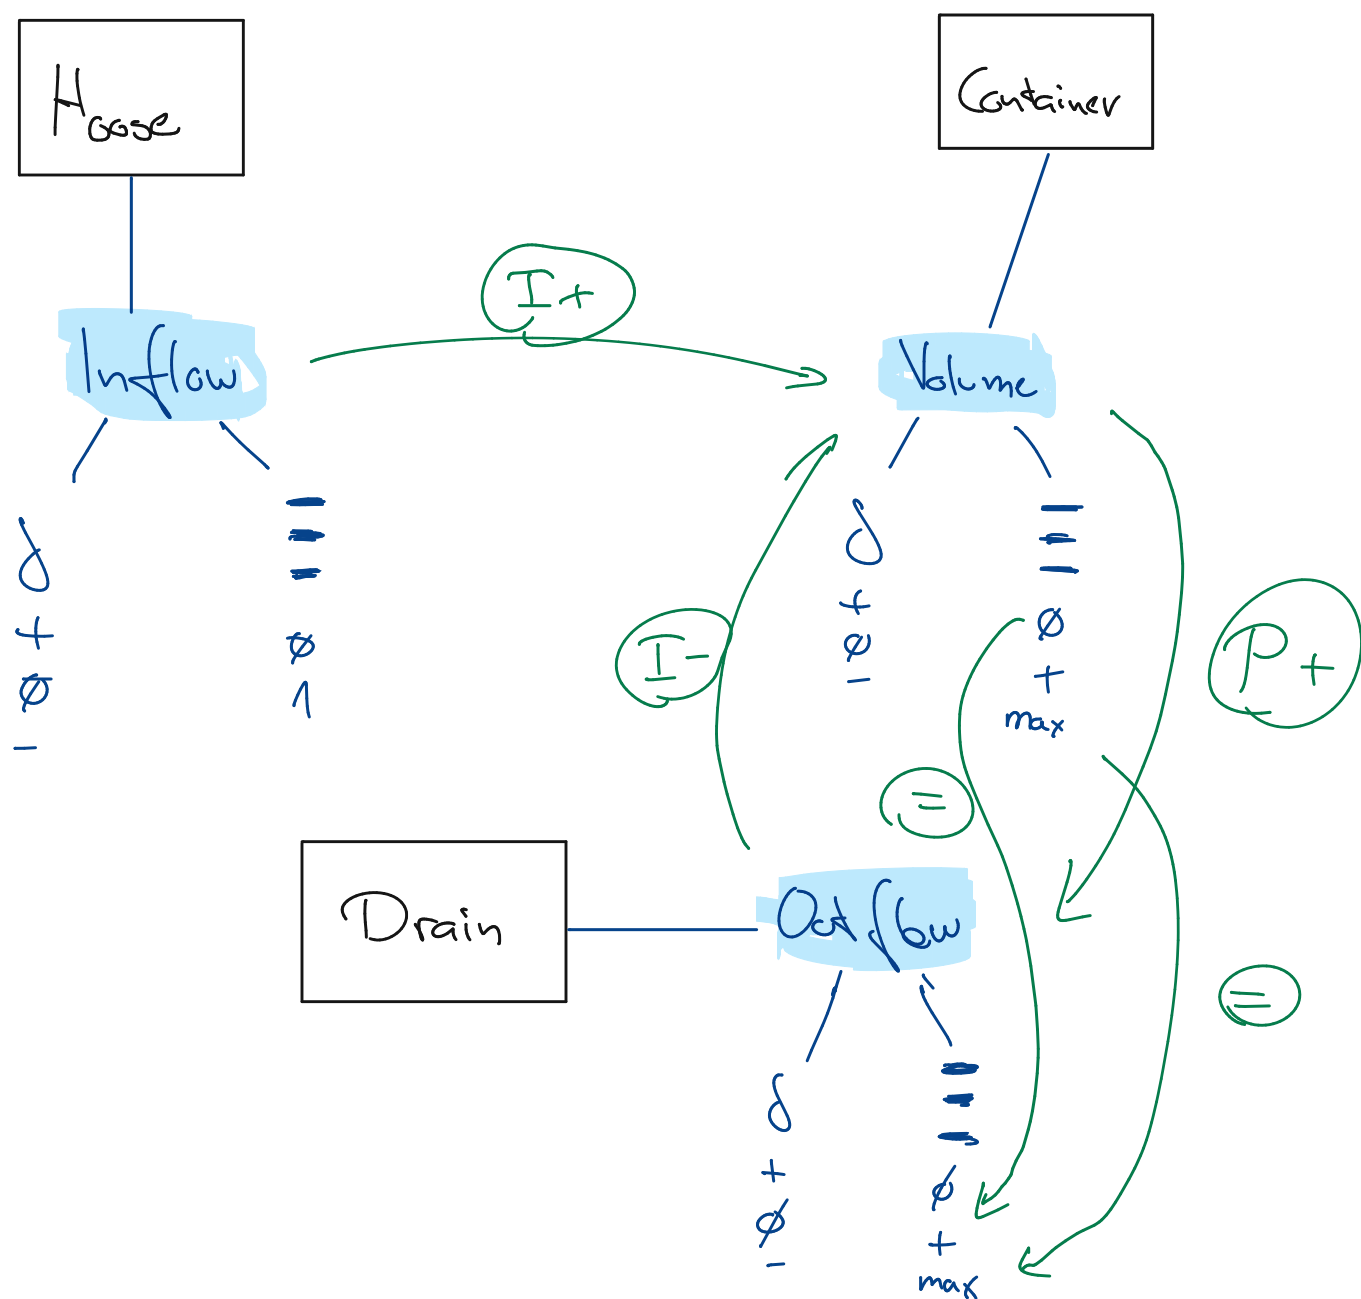 Hoose
Container
I+
Inflow
Volume
δ
+
Ø
-
Ø
1
δ
+
Ø
-
Ø
+
max
I-
P+
=
Drain
Outflow
=
δ
+
Ø
-
Ø
+
max